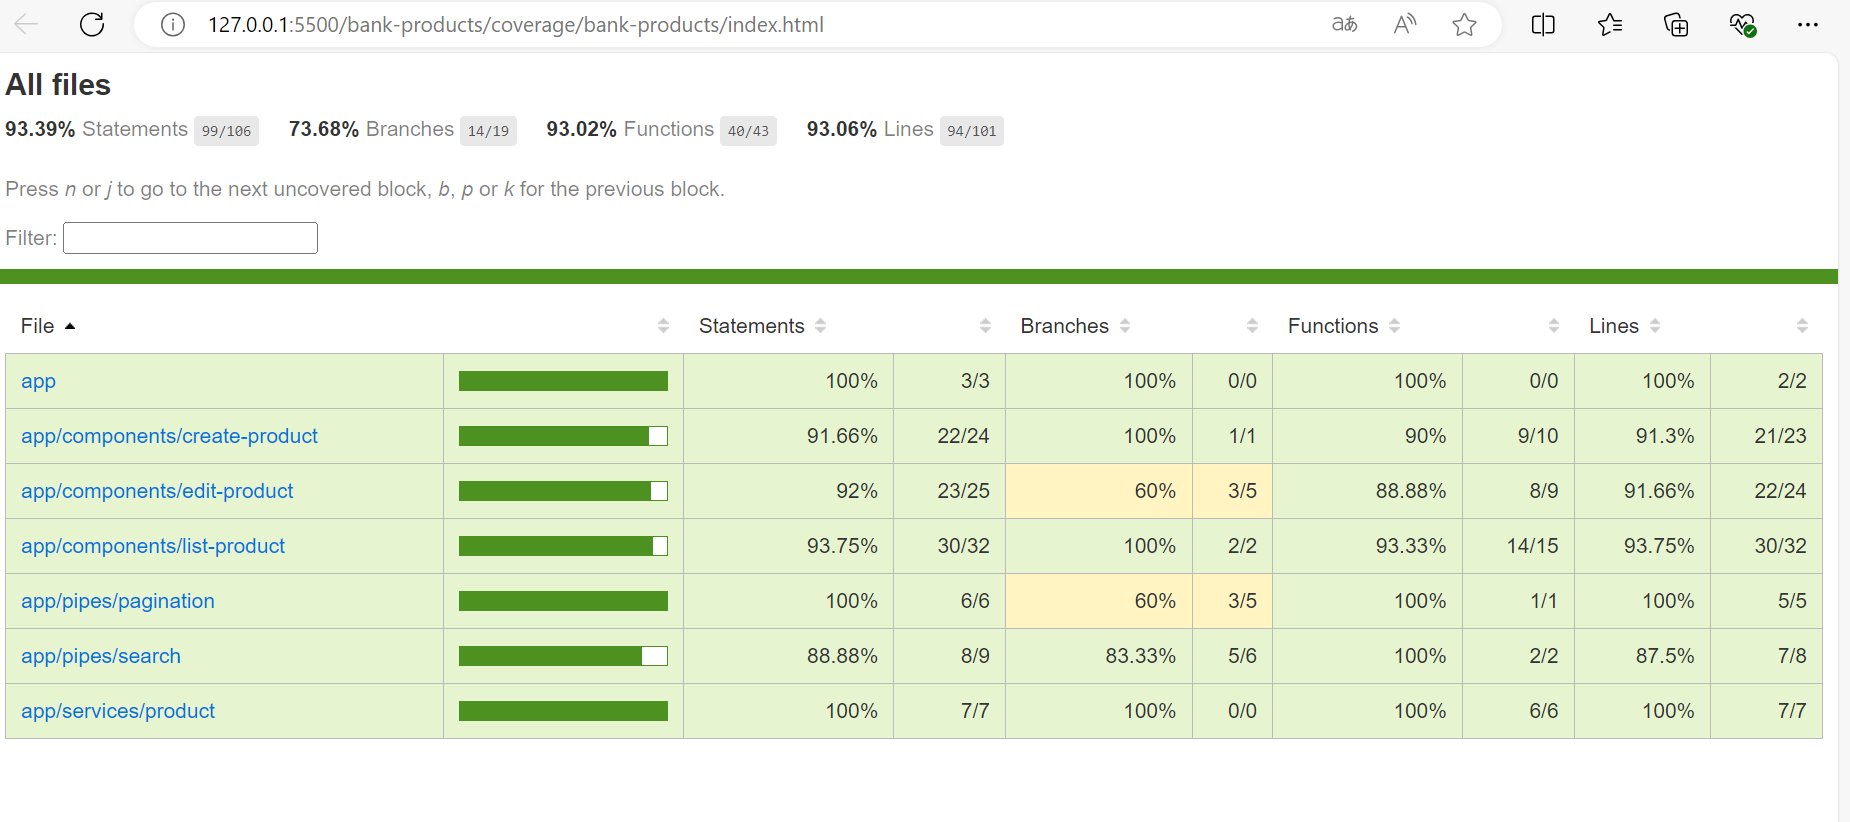 127.0.0.1:5500/bank-products/coverage/bank-products/index.html
All files
93.39% Statements 99/106 73.68% Branches 14/19 93.02% Functions 40/43 93.06% Lines 94/101
Press n or j to go to the next uncovered block, b, p or k for the previous block.
Filter:
File Statements Branches Functions Lines
app 100% 3/3 100% 0/0 100% 0/0 100% 2/2
app/components/create-product 91.66% 22/24 100% 1/1 90% 9/10 91.3% 21/23
app/components/edit-product 92% 23/25 60% 3/5 88.88% 8/9 91.66% 22/24
app/components/list-product 93.75% 30/32 100% 2/2 93.33% 14/15 93.75% 30/32
app/pipes/pagination 100% 6/6 60% 3/5 100% 1/1 100% 5/5
app/pipes/search 88.88% 8/9 83.33% 5/6 100% 2/2 87.5% 7/8
app/services/product 100% 7/7 100% 0/0 100% 6/6 100% 7/7